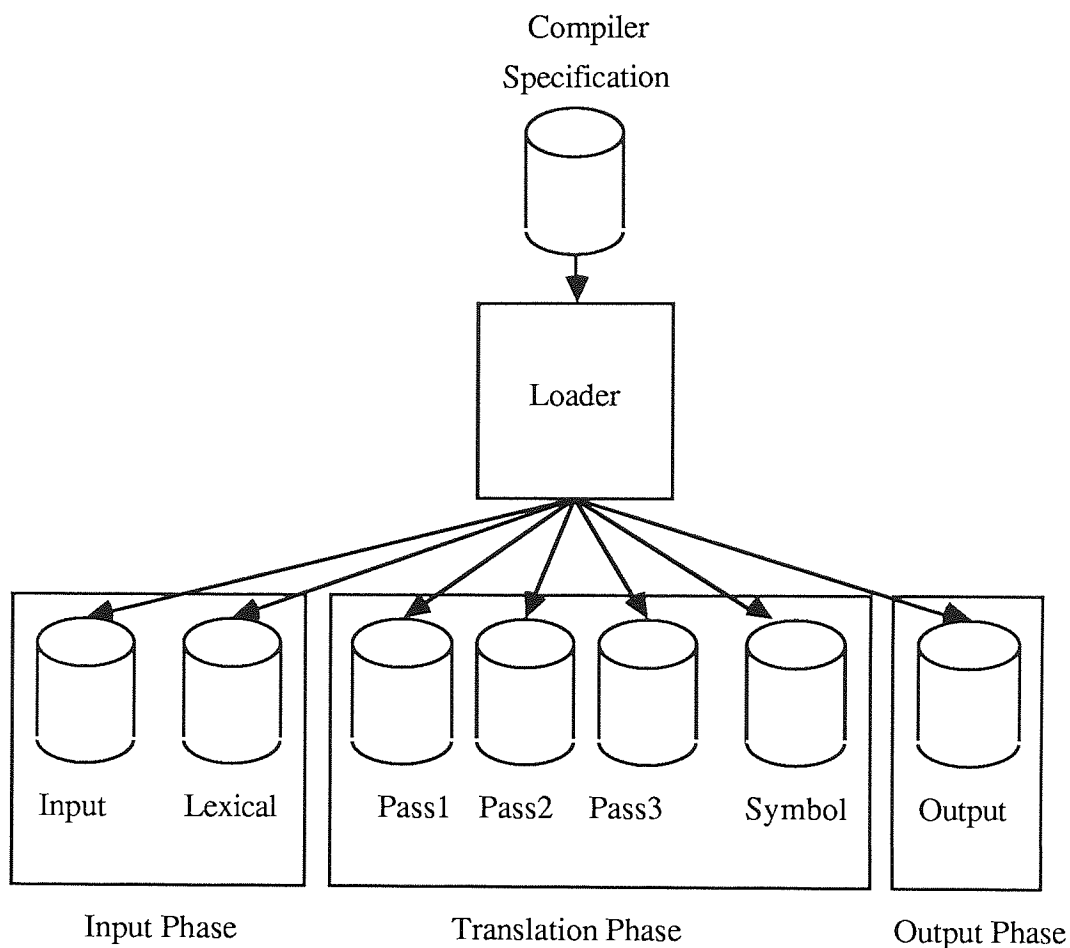 Compiler
Specification
Loader
Input Lexical Pass1 Pass2 Pass3 Symbol Output
Input Phase Translation Phase Output Phase